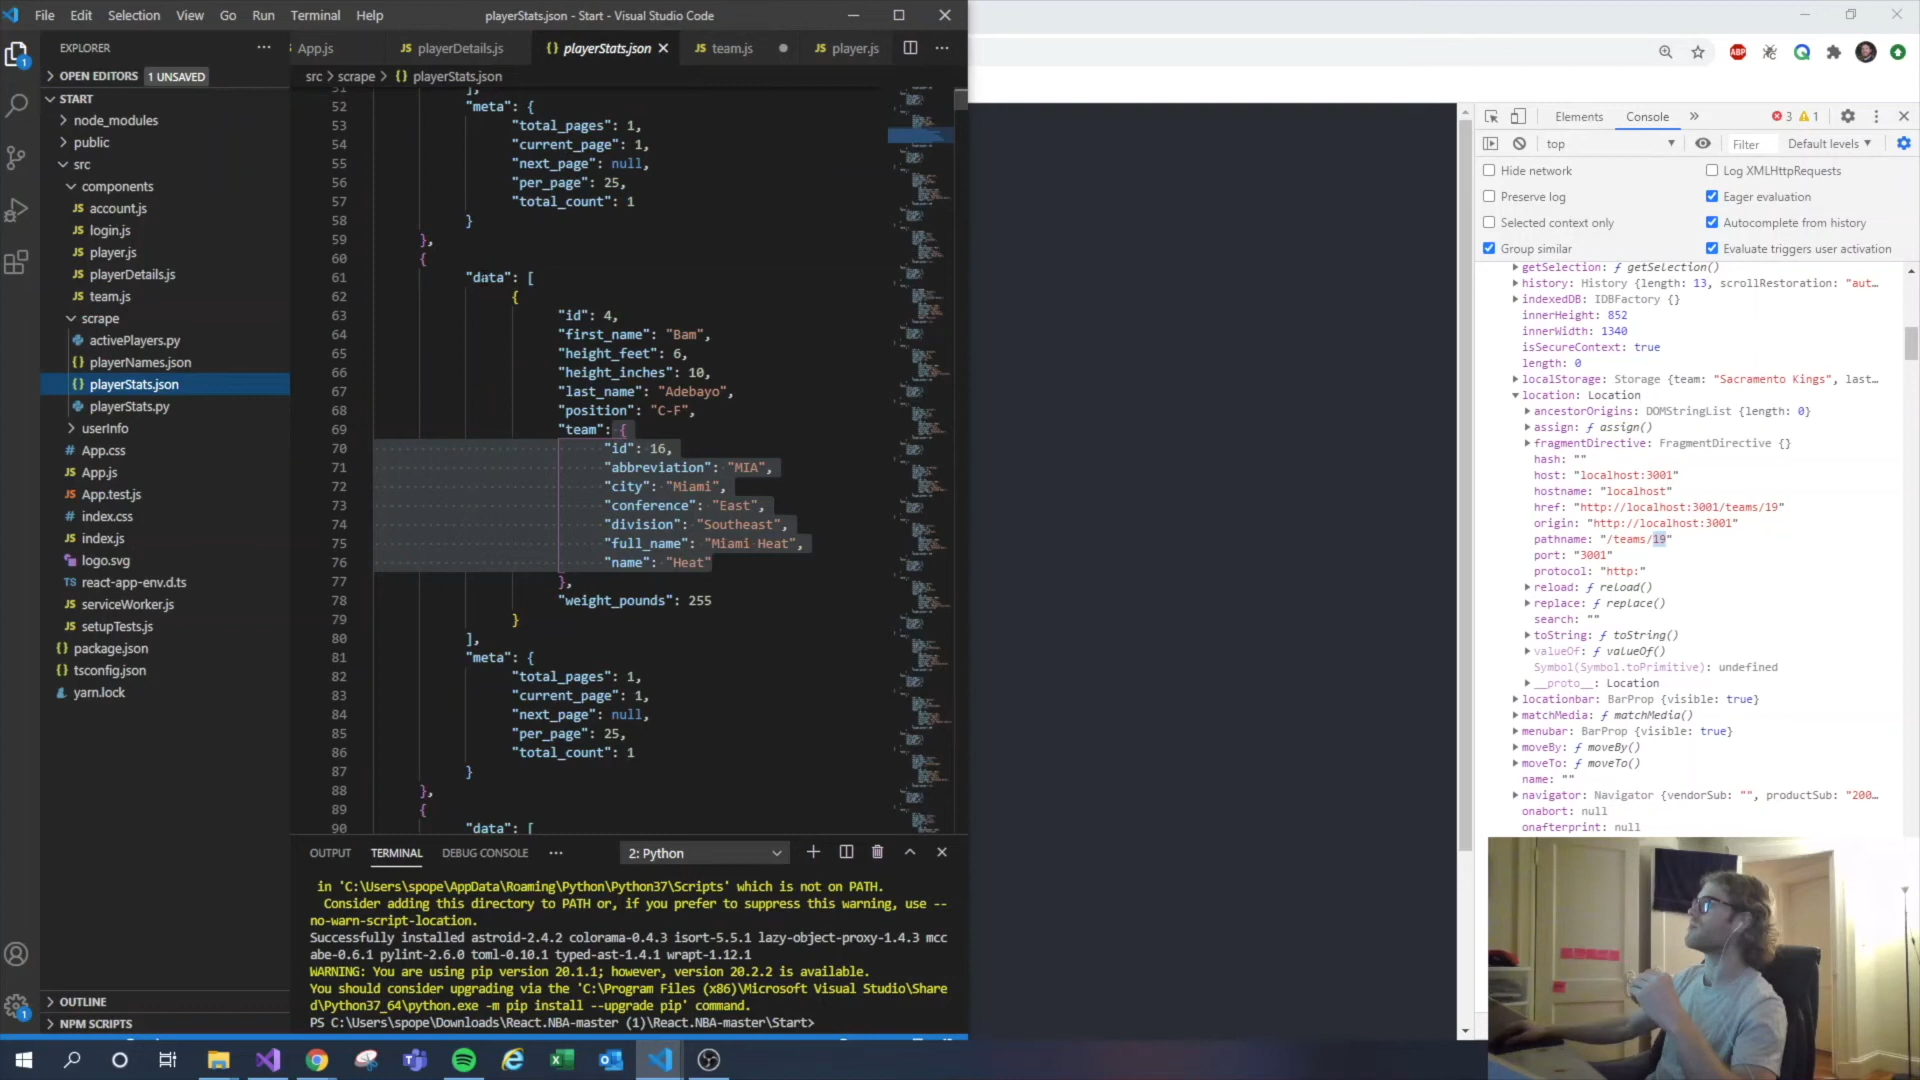 File Edit Selection View Go Run Terminal Help
playerStats.json - Start - Visual Studio Code
EXPLORER
App.js
JS playerDetails.js
{} playerStats.json
JS team.js
JS player.js
OPEN EDITORS 1 UNSAVED
START
node_modules
public
src
components
JS account.js
JS login.js
JS player.js
JS playerDetails.js
JS team.js
scrape
activePlayers.py
{} playerNames.json
{} playerStats.json
playerStats.py
userInfo
# App.css
JS App.js
JS App.test.js
# index.css
JS index.js
logo.svg
TS react-app-env.d.ts
JS serviceWorker.js
JS setupTests.js
{} package.json
{} tsconfig.json
yarn.lock
OUTLINE
NPM SCRIPTS
1
1
src > scrape > {} playerStats.json
51 ],
52 "meta": {
53 "total_pages": 1,
54 "current_page": 1,
55 "next_page": null,
56 "per_page": 25,
57 "total_count": 1
58 }
59 },
60 {
61 "data": [
62 {
63 "id": 4,
64 "first_name": "Bam",
65 "height_feet": 6,
66 "height_inches": 10,
67 "last_name": "Adebayo",
68 "position": "C-F",
69 "team": {
70 "id": 16,
71 "abbreviation": "MIA",
72 "city": "Miami",
73 "conference": "East",
74 "division": "Southeast",
75 "full_name": "Miami Heat",
76 "name": "Heat"
77 },
78 "weight_pounds": 255
79 }
80 ],
81 "meta": {
82 "total_pages": 1,
83 "current_page": 1,
84 "next_page": null,
85 "per_page": 25,
86 "total_count": 1
87 }
88 },
89 {
90 "data": [
OUTPUT TERMINAL DEBUG CONSOLE ··· 2: Python
in 'C:\Users\spope\AppData\Roaming\Python\Python37\Scripts' which is not on PATH.
Consider adding this directory to PATH or, if you prefer to suppress this warning, use --
no-warn-script-location.
Successfully installed astroid-2.4.2 colorama-0.4.3 isort-5.5.1 lazy-object-proxy-1.4.3 mcc
abe-0.6.1 pylint-2.6.0 toml-0.10.1 typed-ast-1.4.1 wrapt-1.12.1
WARNING: You are using pip version 20.1.1; however, version 20.2.2 is available.
You should consider upgrading via the 'C:\Program Files (x86)\Microsoft Visual Studio\Share
d\Python37_64\python.exe -m pip install --upgrade pip' command.
PS C:\Users\spope\Downloads\React.NBA-master (1)\React.NBA-master\Start>
ABP
Elements Console » 3 1
top Filter Default levels
Hide network
Log XMLHttpRequests
Preserve log
Eager evaluation
Selected context only
Autocomplete from history
Group similar
Evaluate triggers user activation
getSelection: ƒ getSelection()
history: History {length: 13, scrollRestoration: "aut…
indexedDB: IDBFactory {}
innerHeight: 852
innerWidth: 1340
isSecureContext: true
length: 0
localStorage: Storage {team: "Sacramento Kings", last…
location: Location
ancestorOrigins: DOMStringList {length: 0}
assign: ƒ assign()
fragmentDirective: FragmentDirective {}
hash: ""
host: "localhost:3001"
hostname: "localhost"
href: "http://localhost:3001/teams/19"
origin: "http://localhost:3001"
pathname: "/teams/19"
port: "3001"
protocol: "http:"
reload: ƒ reload()
replace: ƒ replace()
search: ""
toString: ƒ toString()
valueOf: ƒ valueOf()
Symbol(Symbol.toPrimitive): undefined
__proto__: Location
locationbar: BarProp {visible: true}
matchMedia: ƒ matchMedia()
menubar: BarProp {visible: true}
moveBy: ƒ moveBy()
moveTo: ƒ moveTo()
name: ""
navigator: Navigator {vendorSub: "", productSub: "200…
onabort: null
onafterprint: null